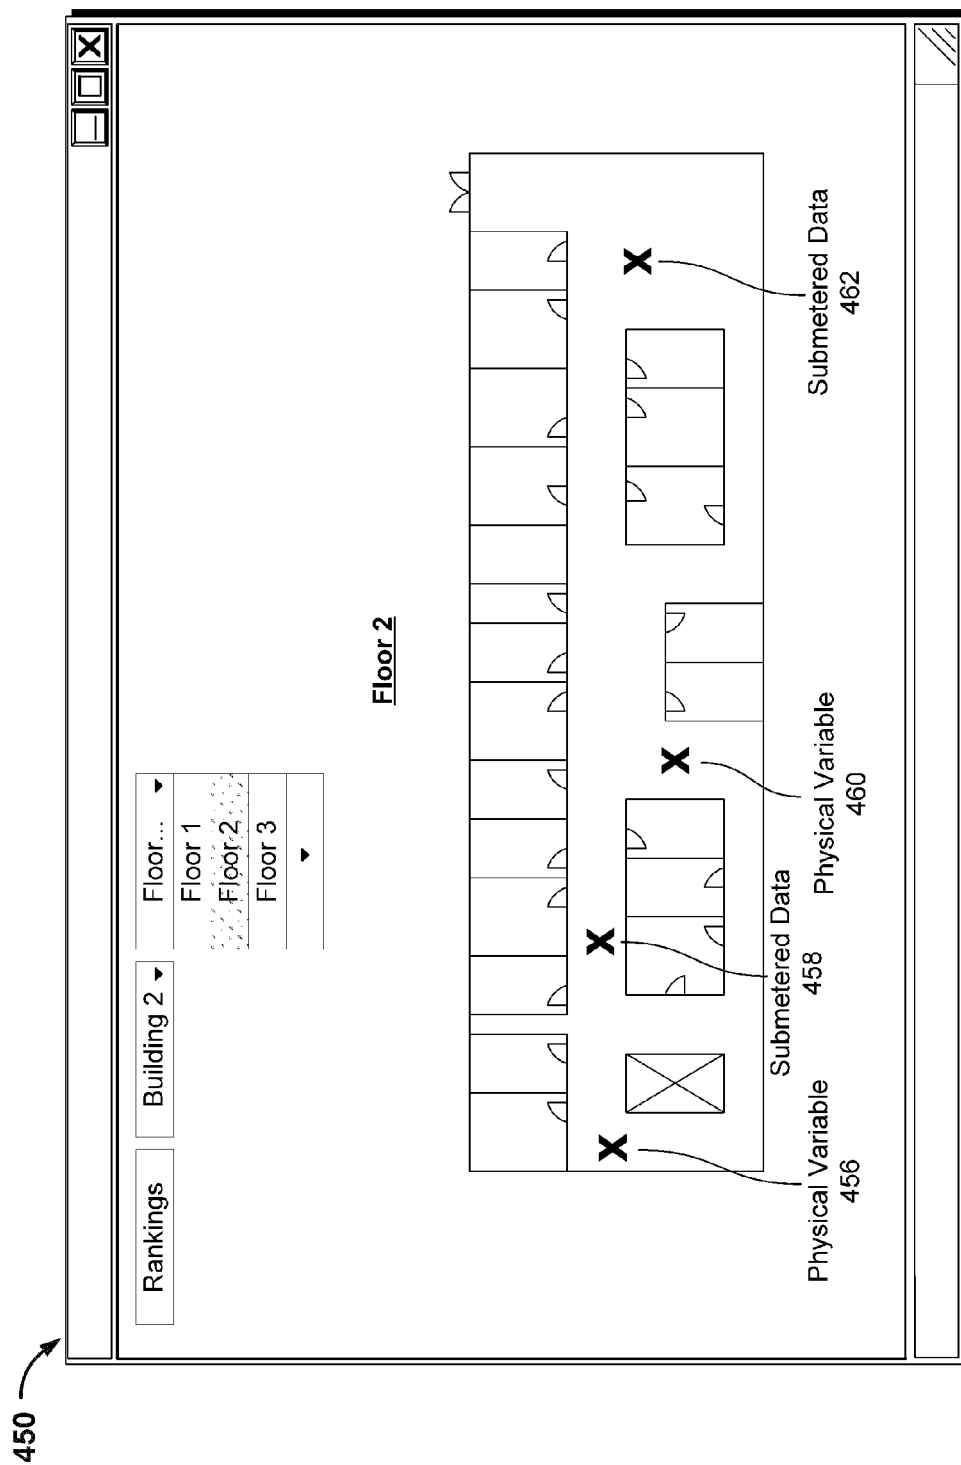 450
Rankings
Building 2
Floor...
Floor 1
Floor 2
Floor 3
Floor 2
X
X
X
X
Physical Variable
456
Submetered Data
458
Physical Variable
460
Submetered Data
462